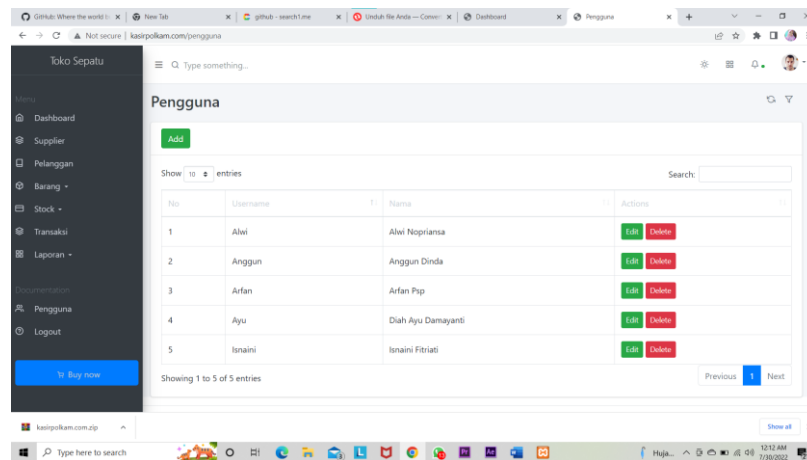 GitHub: Where the world b
New Tab
github - search1.me
Unduh file Anda — Conver
Dashboard
Pengguna
Not secure | kasirpolkam.com/pengguna
Toko Sepatu
Type something...
Menu
Dashboard
Supplier
Pelanggan
Barang
Stock
Transaksi
Laporan
Documentation
Pengguna
Logout
Buy now
Pengguna
Add
Show 10 entries
Search:
No Username Nama Actions
1 Alwi Alwi Nopriansa Edit Delete
2 Anggun Anggun Dinda Edit Delete
3 Arfan Arfan Psp Edit Delete
4 Ayu Diah Ayu Damayanti Edit Delete
5 Isnaini Isnaini Fitriati Edit Delete
Showing 1 to 5 of 5 entries
Previous 1 Next
kasirpolkam.com.zip
Show all
Type here to search
Huja...
12:12 AM
7/30/2022